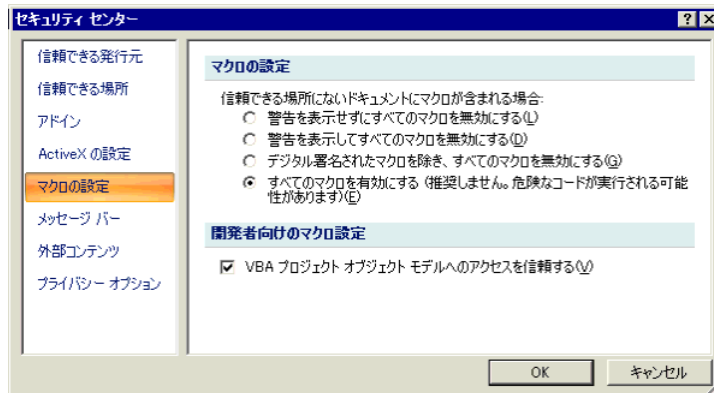 セキュリティ センター
信頼できる発行元
信頼できる場所
アドイン
ActiveX の設定
マクロの設定
メッセージ バー
外部コンテンツ
プライバシー オプション
マクロの設定
信頼できる場所にないドキュメントにマクロが含まれる場合:
警告を表示せずにすべてのマクロを無効にする(L)
警告を表示してすべてのマクロを無効にする(D)
デジタル署名されたマクロを除き、すべてのマクロを無効にする(G)
すべてのマクロを有効にする (推奨しません。危険なコードが実行される可能
性があります)(E)
開発者向けのマクロ設定
VBA プロジェクト オブジェクト モデルへのアクセスを信頼する(V)
OK
キャンセル